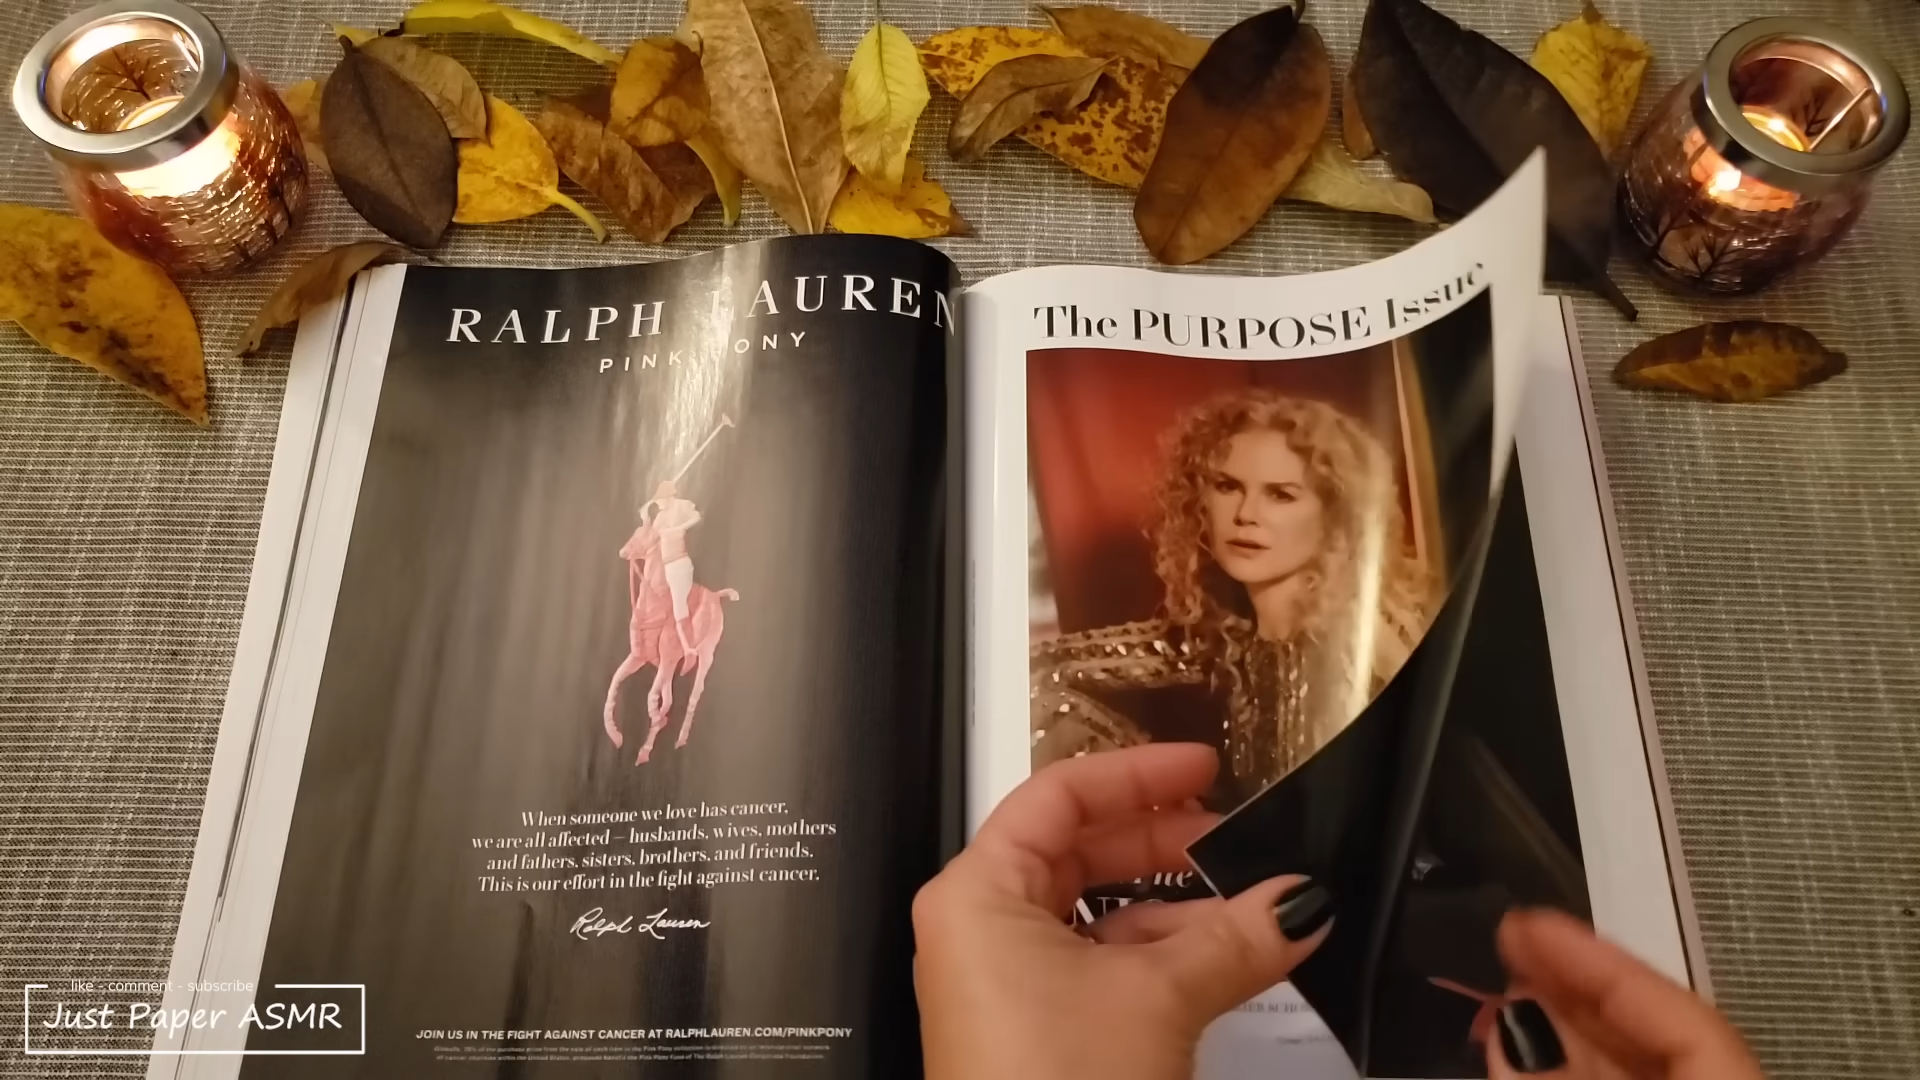 RALPH LAUREN
PINK PONY
When someone we love has cancer,
we are all affected — husbands, wives, mothers
and fathers, sisters, brothers, and friends.
This is our effort in the fight against cancer.
Ralph Lauren
JOIN US IN THE FIGHT AGAINST CANCER AT RALPHLAUREN.COM/PINKPONY
The PURPOSE Issue
like - comment - subscribe
Just Paper ASMR